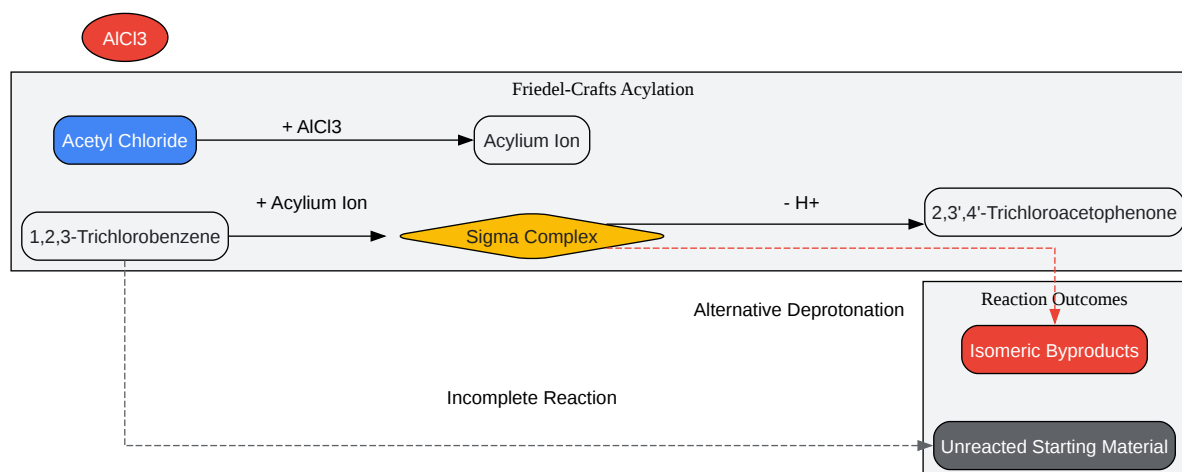 AlCl3
Friedel-Crafts Acylation
Acetyl Chloride
+ AlCl3
Acylium Ion
1,2,3-Trichlorobenzene
+ Acylium Ion
Sigma Complex
- H+
2,3',4'-Trichloroacetophenone
Alternative Deprotonation
Reaction Outcomes
Isomeric Byproducts
Incomplete Reaction
Unreacted Starting Material